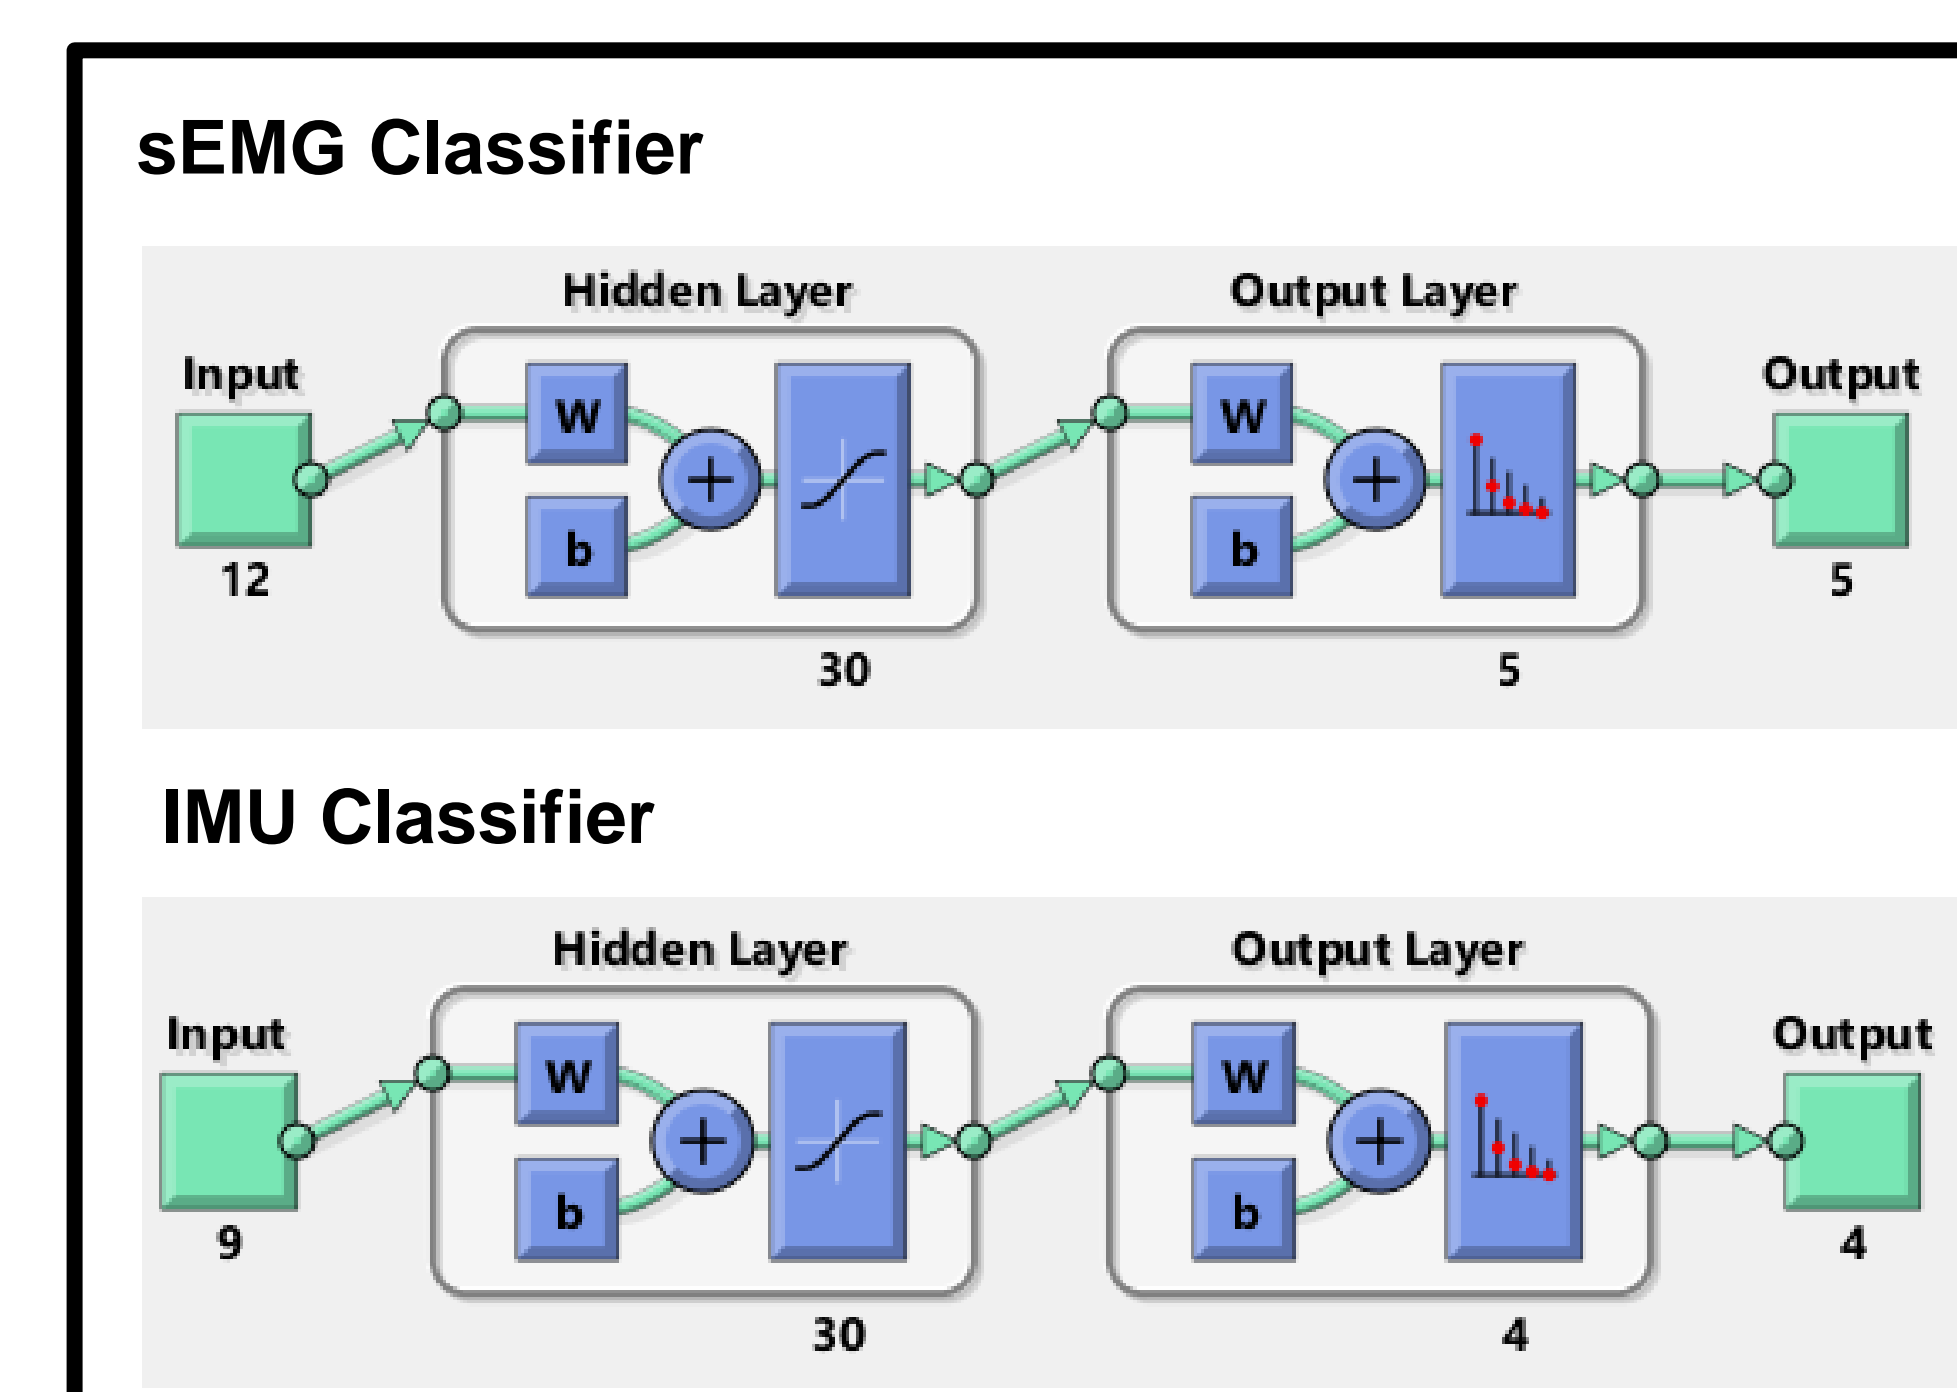 sEMG Classifier
Hidden Layer
Output Layer
Input
Output
W
W
b
b
12
5
30
5
IMU Classifier
Hidden Layer
Output Layer
Input
Output
W
W
b
b
9
4
30
4